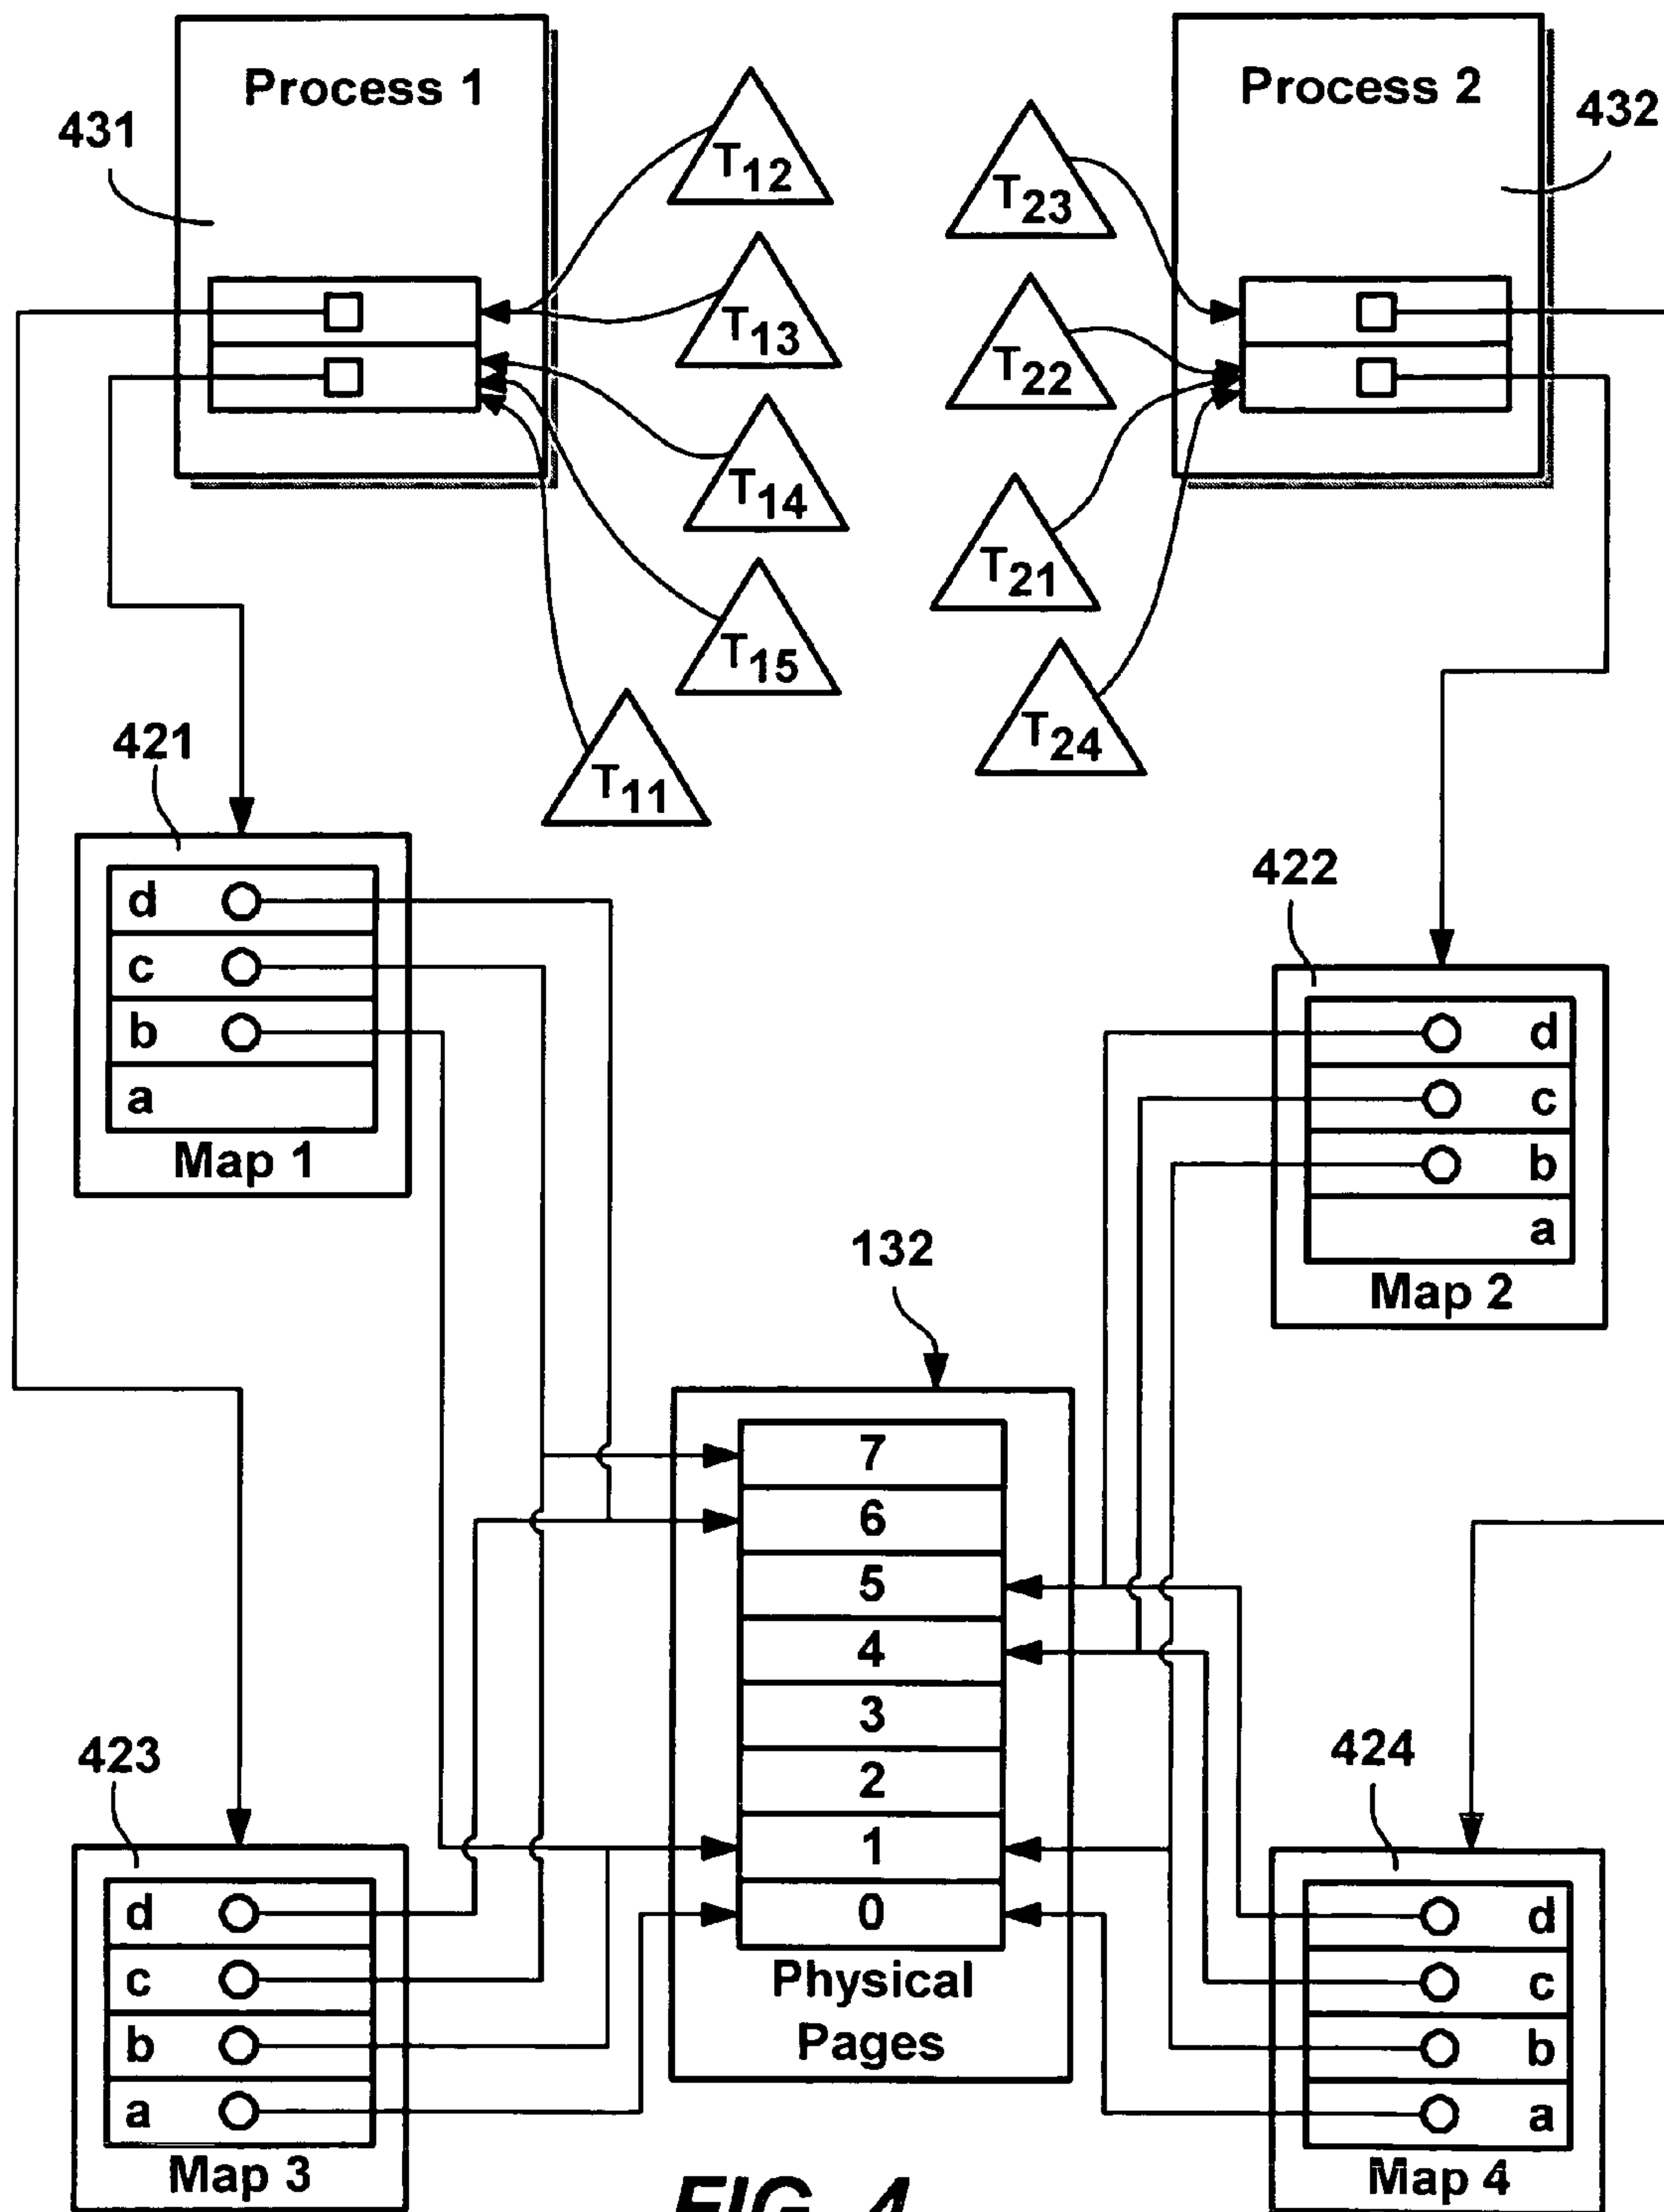 Process 1
Process 2
431
432
T12
T23
T13
T22
T14
T21
T15
T24
T11
421
d
c
b
a
Map 1
422
d
c
b
a
Map 2
132
7
6
5
4
3
2
1
0
Physical
Pages
423
d
c
b
a
Map 3
424
d
c
b
a
Map 4
FIG. 4